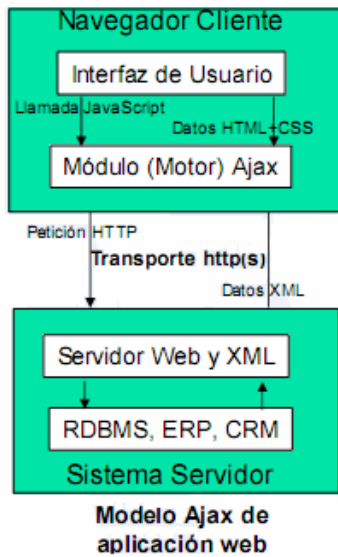 Navegador Cliente
Interfaz de Usuario
Llamada JavaScript
Datos HTML+CSS
Módulo (Motor) Ajax
Petición HTTP
Transporte http(s)
Datos XML
Servidor Web y XML
RDBMS, ERP, CRM
Sistema Servidor
Modelo Ajax de
aplicación web